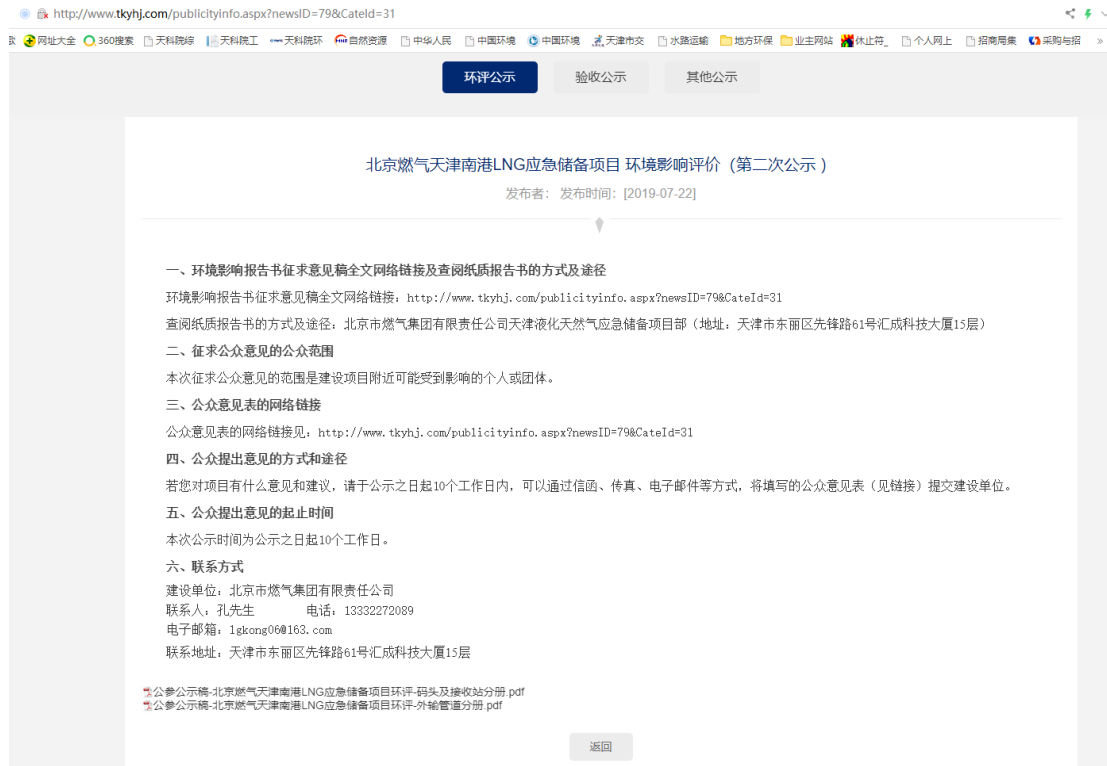 http://www.tkyhj.com/publicityinfo.aspx?newsID=79&CateId=31
网址大全 360搜索 天科院综 天科院工 天科院环 自然资源 中华人民 中国环境 中国环境 天津市交 水路运输 地方环保 业主网站 休止符_ 个人网上 招商局集 采购与招 »
环评公示 验收公示 其他公示
北京燃气天津南港LNG应急储备项目 环境影响评价（第二次公示 ）
发布者： 发布时间：[2019-07-22]
一、环境影响报告书征求意见稿全文网络链接及查阅纸质报告书的方式及途径
环境影响报告书征求意见稿全文网络链接：http://www.tkyhj.com/publicityinfo.aspx?newsID=79&CateId=31
查阅纸质报告书的方式及途径：北京市燃气集团有限责任公司天津液化天然气应急储备项目部（地址：天津市东丽区先锋路61号汇成科技大厦15层）
二、征求公众意见的公众范围
本次征求公众意见的范围是建设项目附近可能受到影响的个人或团体。
三、公众意见表的网络链接
公众意见表的网络链接见：http://www.tkyhj.com/publicityinfo.aspx?newsID=79&CateId=31
四、公众提出意见的方式和途径
若您对项目有什么意见和建议，请于公示之日起10个工作日内，可以通过信函、传真、电子邮件等方式，将填写的公众意见表（见链接）提交建设单位。
五、公众提出意见的起止时间
本次公示时间为公示之日起10个工作日。
六、联系方式
建设单位：北京市燃气集团有限责任公司
联系人：孔先生 电话：13332272089
电子邮箱：lgkong06@163.com
联系地址：天津市东丽区先锋路61号汇成科技大厦15层
公参公示稿-北京燃气天津南港LNG应急储备项目环评-码头及接收站分册.pdf
公参公示稿-北京燃气天津南港LNG应急储备项目环评-外输管道分册.pdf
返回